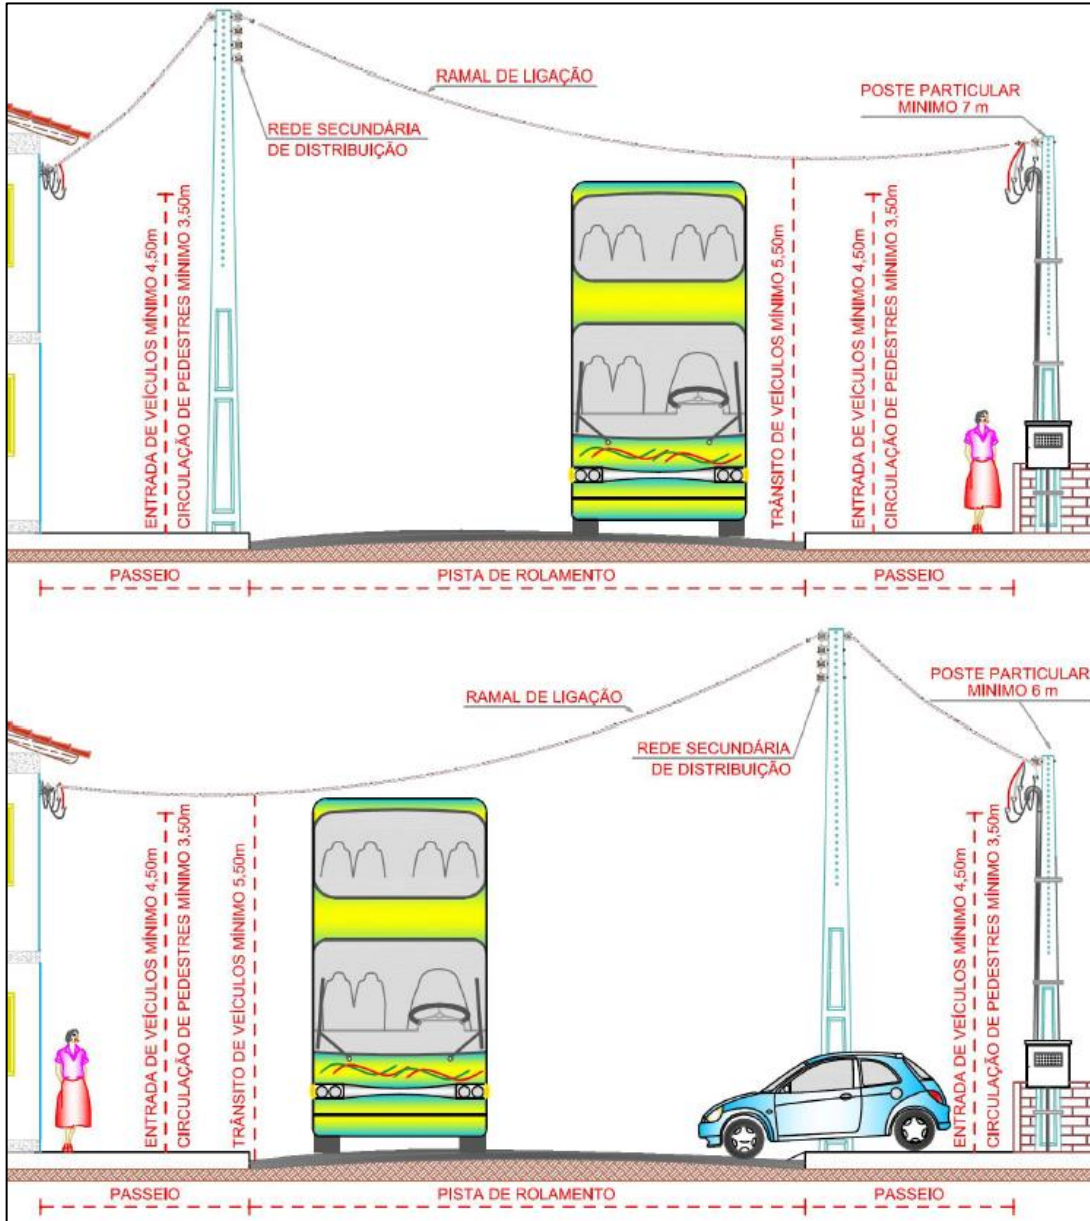 RAMAL DE LIGAÇÃO
POSTE PARTICULAR
MINIMO 7 m
REDE SECUNDÁRIA
DE DISTRIBUIÇÃO
ENTRADA DE VEÍCULOS MÍNIMO 4,50m
CIRCULAÇÃO DE PEDESTRES MÍNIMO 3,50m
TRÂNSITO DE VEÍCULOS MÍNIMO 5,50m
ENTRADA DE VEÍCULOS MÍNIMO 4,50m
CIRCULAÇÃO DE PEDESTRES MÍNIMO 3,50m
PASSEIO
PISTA DE ROLAMENTO
PASSEIO
RAMAL DE LIGAÇÃO
POSTE PARTICULAR
MINIMO 6 m
REDE SECUNDÁRIA
DE DISTRIBUIÇÃO
ENTRADA DE VEÍCULOS MÍNIMO 4,50m
CIRCULAÇÃO DE PEDESTRES MÍNIMO 3,50m
TRÂNSITO DE VEÍCULOS MÍNIMO 5,50m
ENTRADA DE VEÍCULOS MÍNIMO 4,50m
CIRCULAÇÃO DE PEDESTRES MÍNIMO 3,50m
PASSEIO
PISTA DE ROLAMENTO
PASSEIO